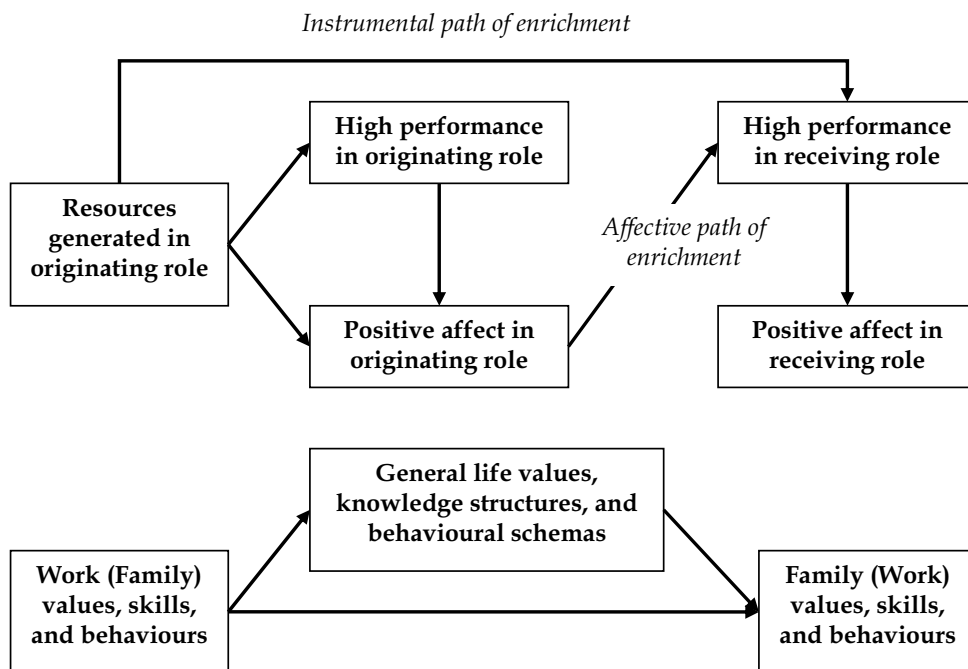 Instrumental path of enrichment
High performance
in originating role
High performance
in receiving role
Resources
generated in
originating role
Affective path of
enrichment
Positive affect in
originating role
Positive affect in
receiving role
General life values,
knowledge structures, and
behavioural schemas
Work (Family)
values, skills,
and behaviours
Family (Work)
values, skills,
and behaviours